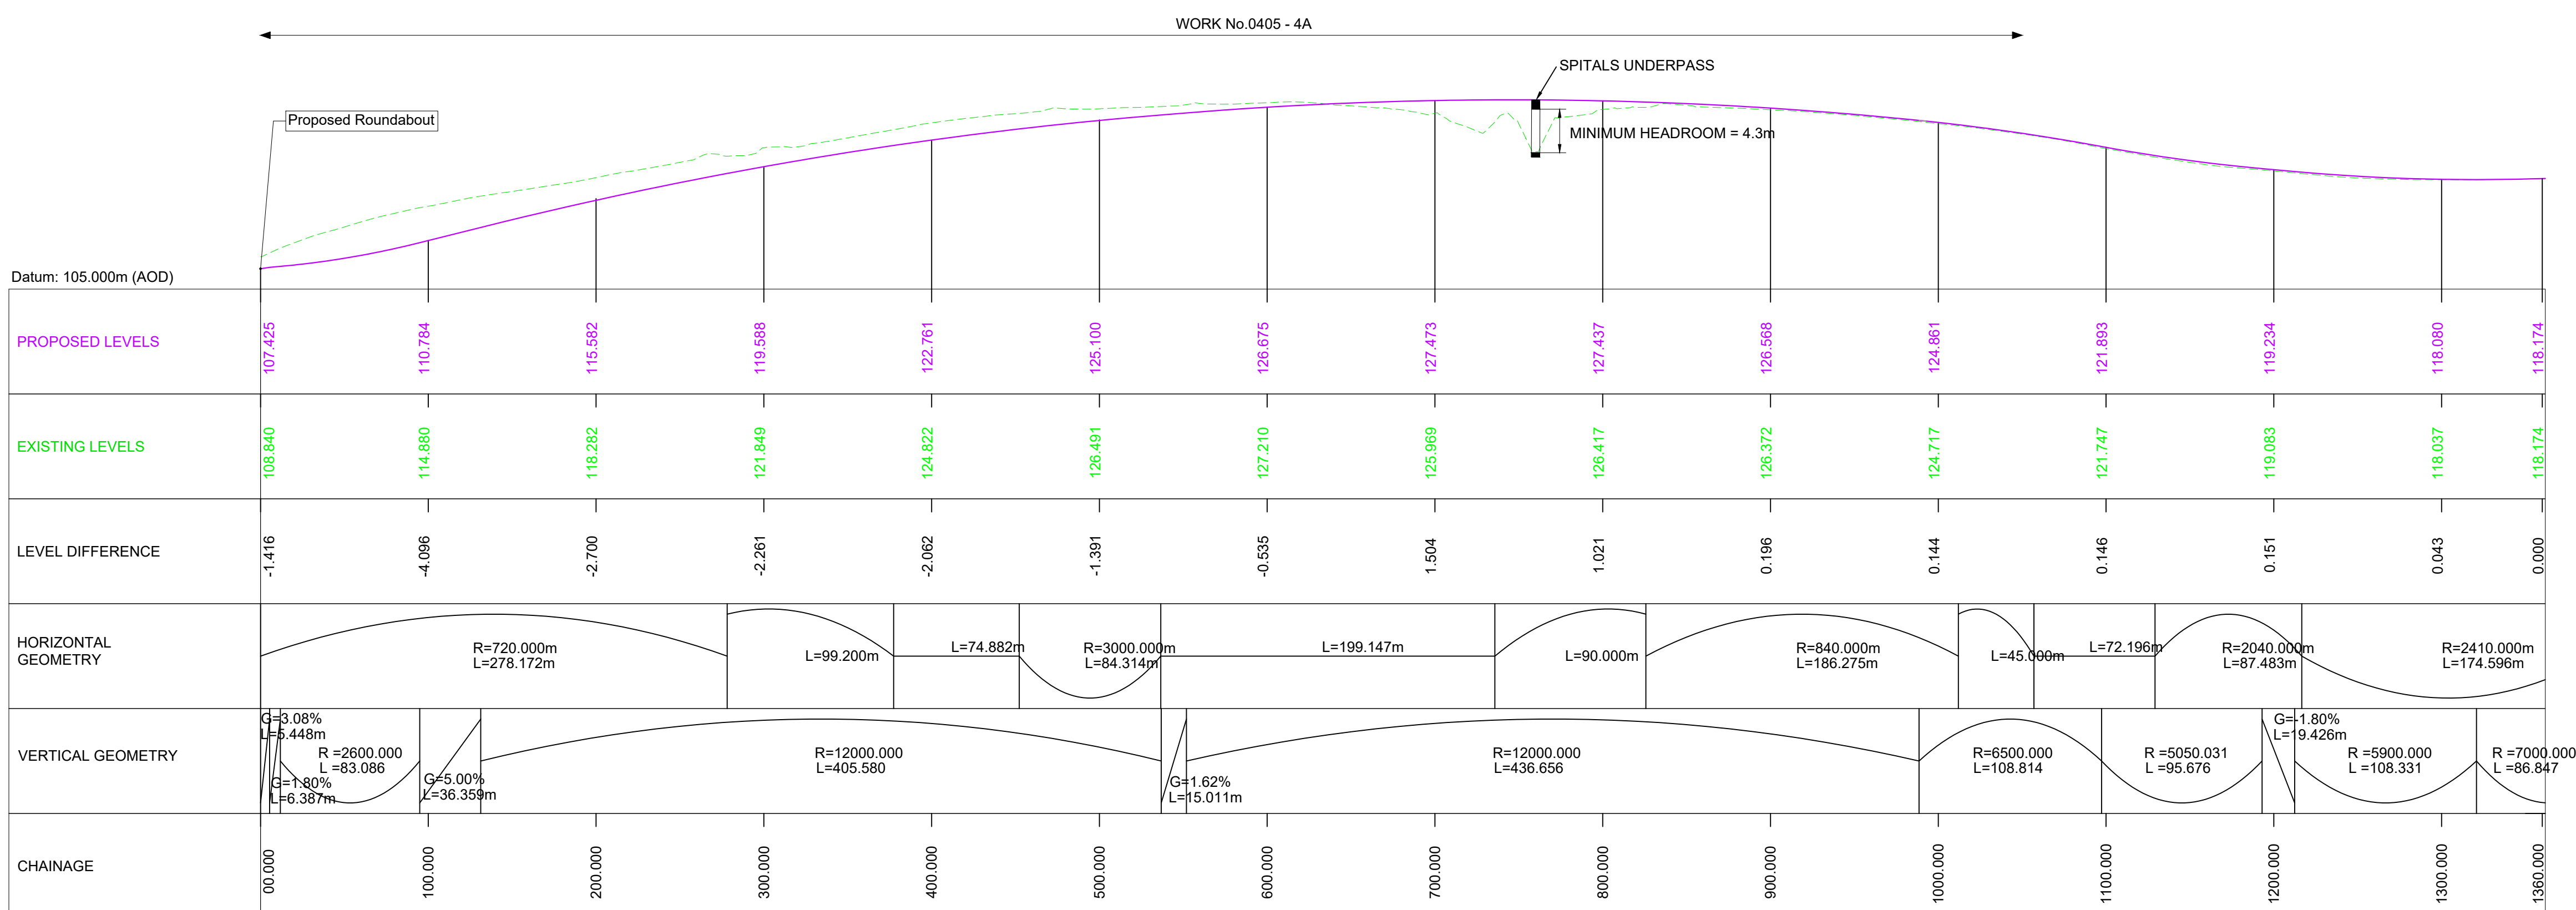 WORK No.0405 - 4A
SPITALS UNDERPASS
Proposed Roundabout
MINIMUM HEADROOM = 4.3m
Datum: 105.000m (AOD)
PROPOSED LEVELS
107.425
110.784
115.582
119.588
122.761
125.100
126.675
127.473
127.437
126.568
124.861
121.893
119.234
118.080
118.174
EXISTING LEVELS
108.840
114.880
118.282
121.849
124.822
126.491
127.210
125.969
126.417
126.372
124.717
121.747
119.083
118.037
118.174
LEVEL DIFFERENCE
-1.416
-4.096
-2.700
-2.261
-2.062
-1.391
-0.535
1.504
1.021
0.196
0.144
0.146
0.151
0.043
0.000
HORIZONTAL
GEOMETRY
R=720.000m
L=278.172m
L=99.200m
L=74.882m
R=3000.000m
L=84.314m
L=199.147m
L=90.000m
R=840.000m
L=186.275m
L=45.000m
L=72.196m
R=2040.000m
L=87.483m
R=2410.000m
L=174.596m
VERTICAL GEOMETRY
G=3.08%
L=5.448m
G=1.80%
L=6.387m
R =2600.000
L =83.086
G=5.00%
L=36.359m
R=12000.000
L=405.580
G=1.62%
L=15.011m
R=12000.000
L=436.656
R=6500.000
L=108.814
R =5050.031
L =95.676
G=-1.80%
L=19.426m
R =5900.000
L =108.331
R =7000.000
L =86.847
CHAINAGE
00.000
100.000
200.000
300.000
400.000
500.000
600.000
700.000
800.000
900.000
1000.000
1100.000
1200.000
1300.000
1360.000